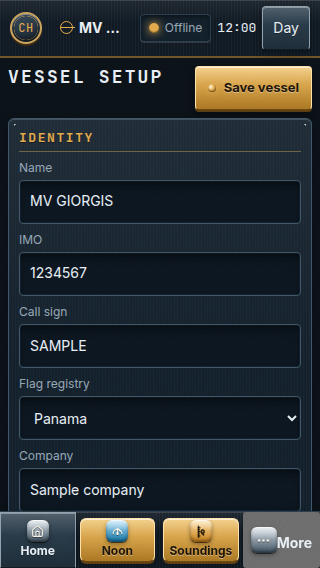 CH
MV ...
Offline
12:00
Day
VESSEL SETUP
Save vessel
IDENTITY
Name
MV GIORGIS
IMO
1234567
Call sign
SAMPLE
Flag registry
Panama
Company
Sample company
Home
Noon
Soundings
... More